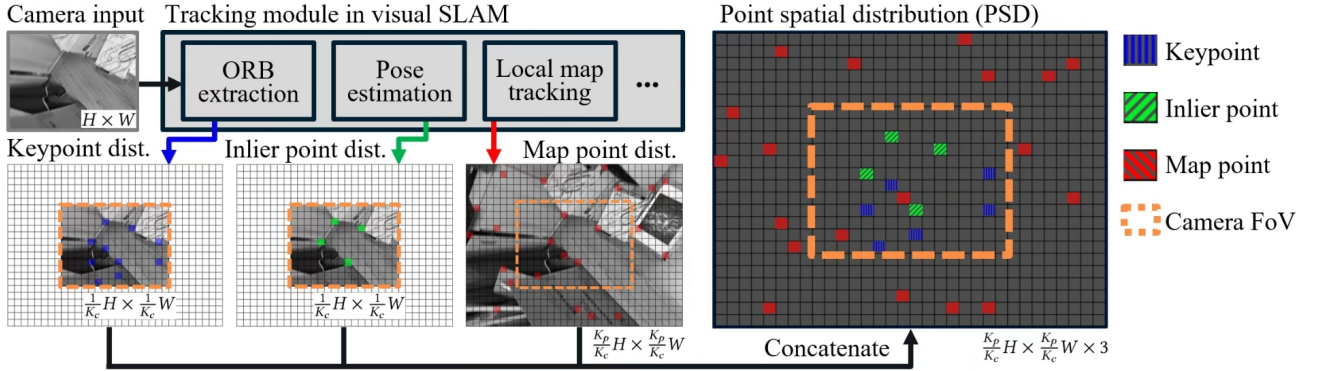 Camera input
Tracking module in visual SLAM
Point spatial distribution (PSD)
H × W
ORB
extraction
Pose
estimation
Local map
tracking
...
Keypoint
Inlier point
Map point
Camera FoV
Keypoint dist.
Inlier point dist.
Map point dist.
1/K_c H × 1/K_c W
1/K_c H × 1/K_c W
K_p/K_c H × K_p/K_c W
Concatenate
K_p/K_c H × K_p/K_c W × 3